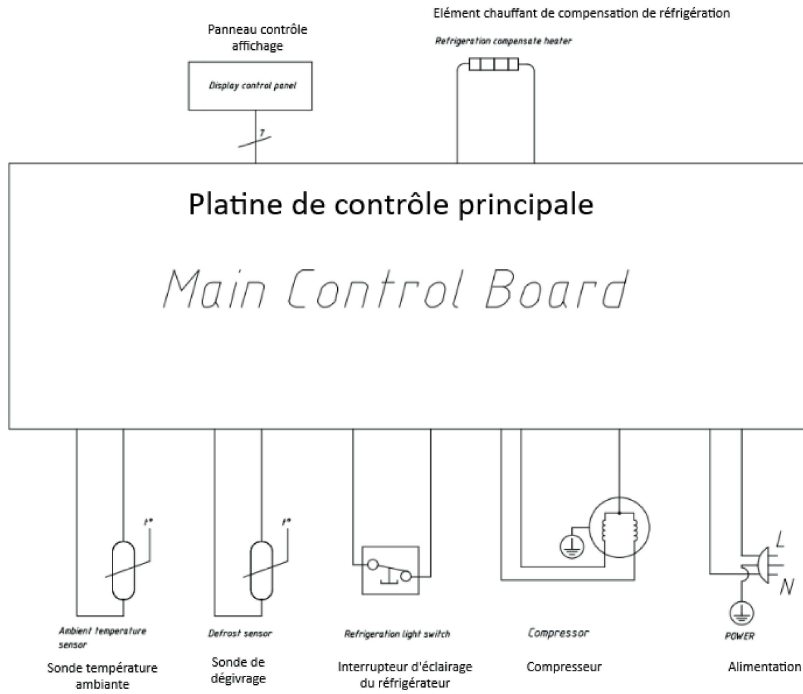 Elément chauffant de compensation de réfrigération
Panneau contrôle
affichage
Refrigeration compensate heater
Display control panel
7
Platine de contrôle principale
Main Control Board
t°
t°
L
N
Ambient temperature
sensor
Defrost sensor
Refrigeration light switch
Compressor
POWER
Sonde température
ambiante
Sonde de
dégivrage
Interrupteur d'éclairage
du réfrigérateur
Compresseur
Alimentation